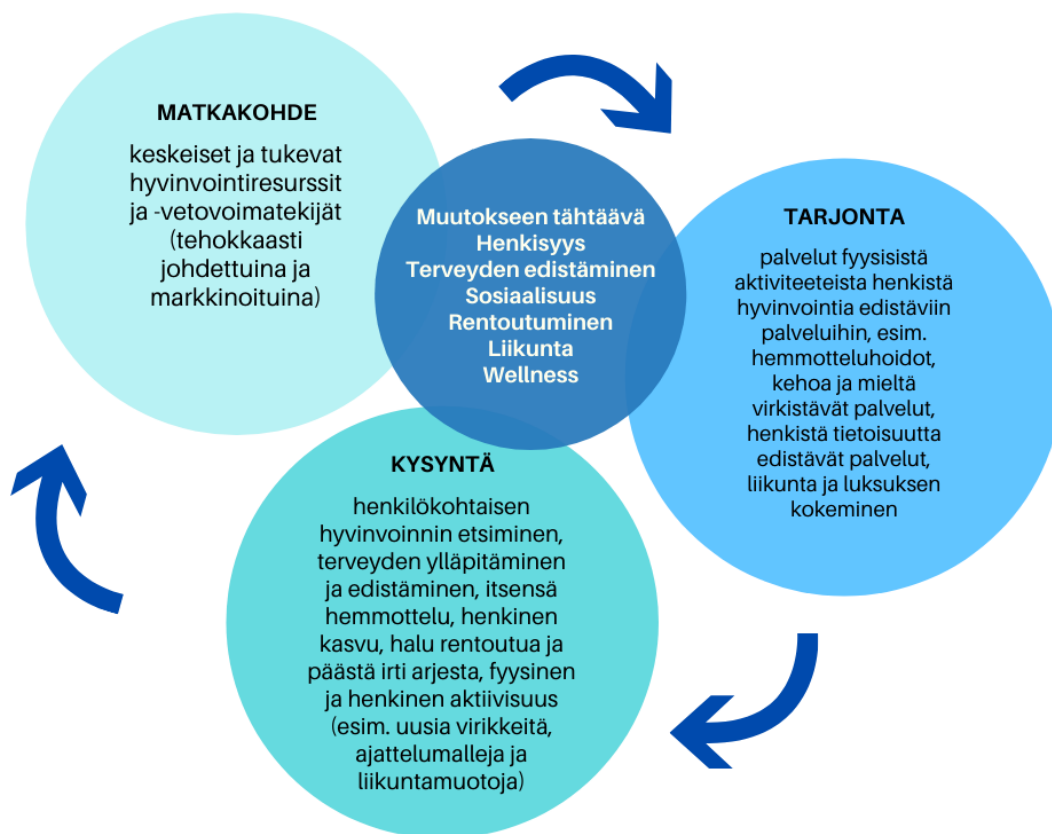 MATKAKOHDE
keskeiset ja tukevat
hyvinvointiresurssit
ja -vetovoimatekijät
(tehokkaasti
johdettuina ja
markkinoituina)
Muutokseen tähtäävä
Henkisyys
Terveyden edistäminen
Sosiaalisuus
Rentoutuminen
Liikunta
Wellness
TARJONTA
palvelut fyysisistä
aktiviteeteista henkistä
hyvinvointia edistäviin
palveluihin, esim.
hemmotteluhoidot,
kehoa ja mieltä
virkistävät palvelut,
henkistä tietoisuutta
edistävät palvelut,
liikunta ja luksuksen
kokeminen
KYSYNTÄ
henkilökohtaisen
hyvinvoinnin etsiminen,
terveyden ylläpitäminen
ja edistäminen, itsensä
hemmottelu, henkinen
kasvu, halu rentoutua ja
päästä irti arjesta, fyysinen
ja henkinen aktiivisuus
(esim. uusia virikkeitä,
ajattelumalleja ja
liikuntamuotoja)